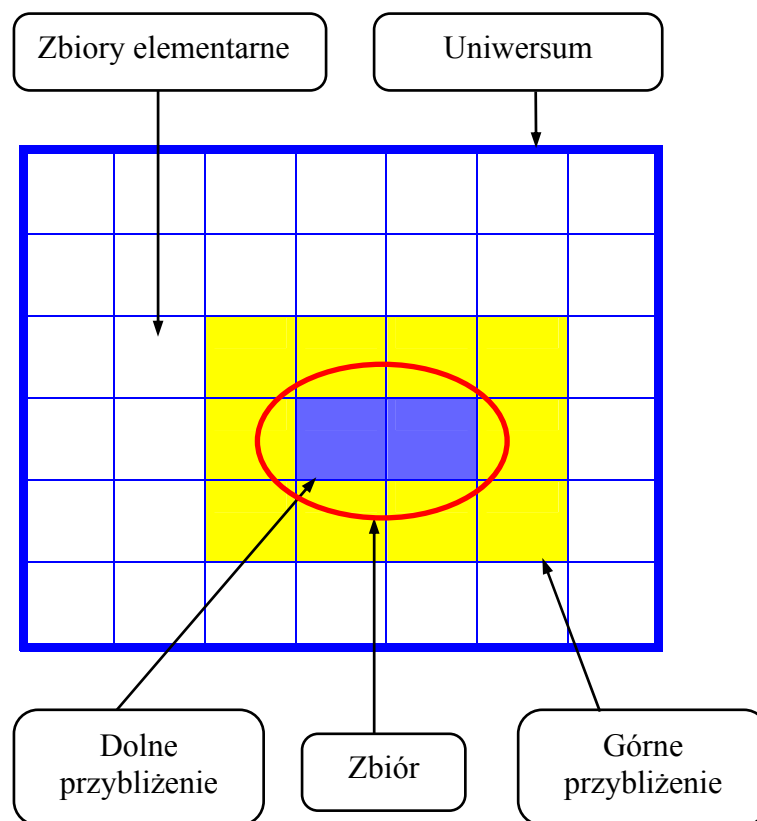 Zbiory elementarne
Uniwersum
Dolne
przybliżenie
Zbiór
Górne
przybliżenie